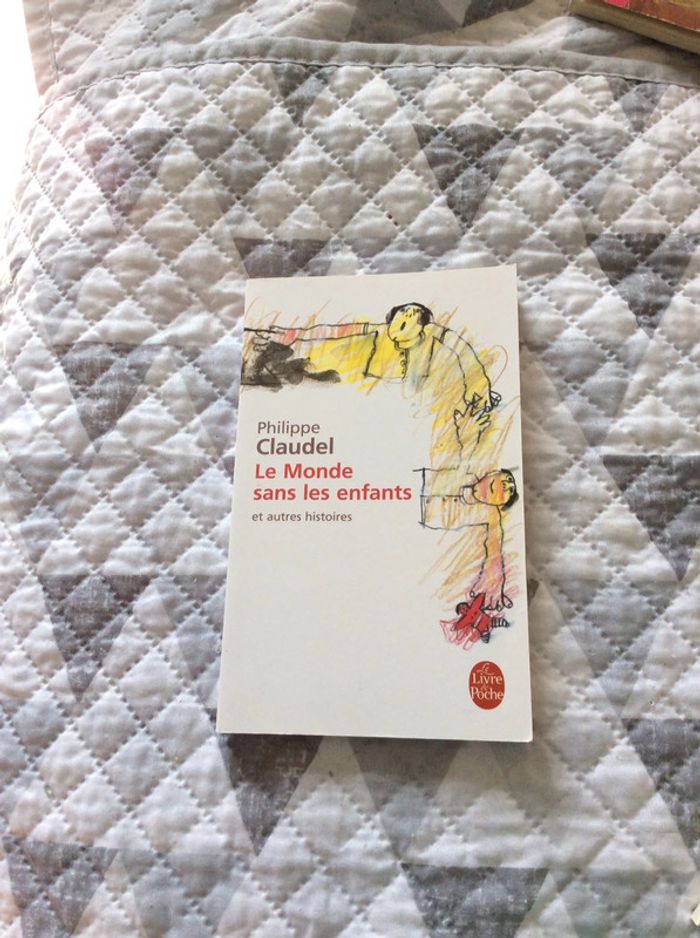 Philippe
Claudel
Le Monde
sans les enfants
et autres histoires
Le
Livre
de
Poche